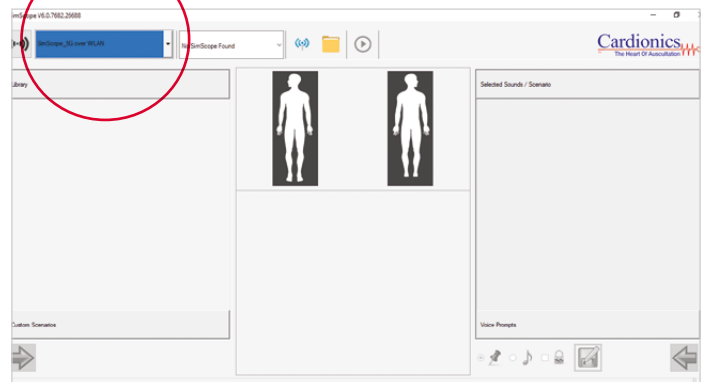 SimScope V6.0.7682.25688
SimScope_5G over WLAN
No SimScope Found
Cardionics
The Heart Of Auscultation
Library
Selected Sounds / Scenario
Custom Scenarios
Voice Prompts